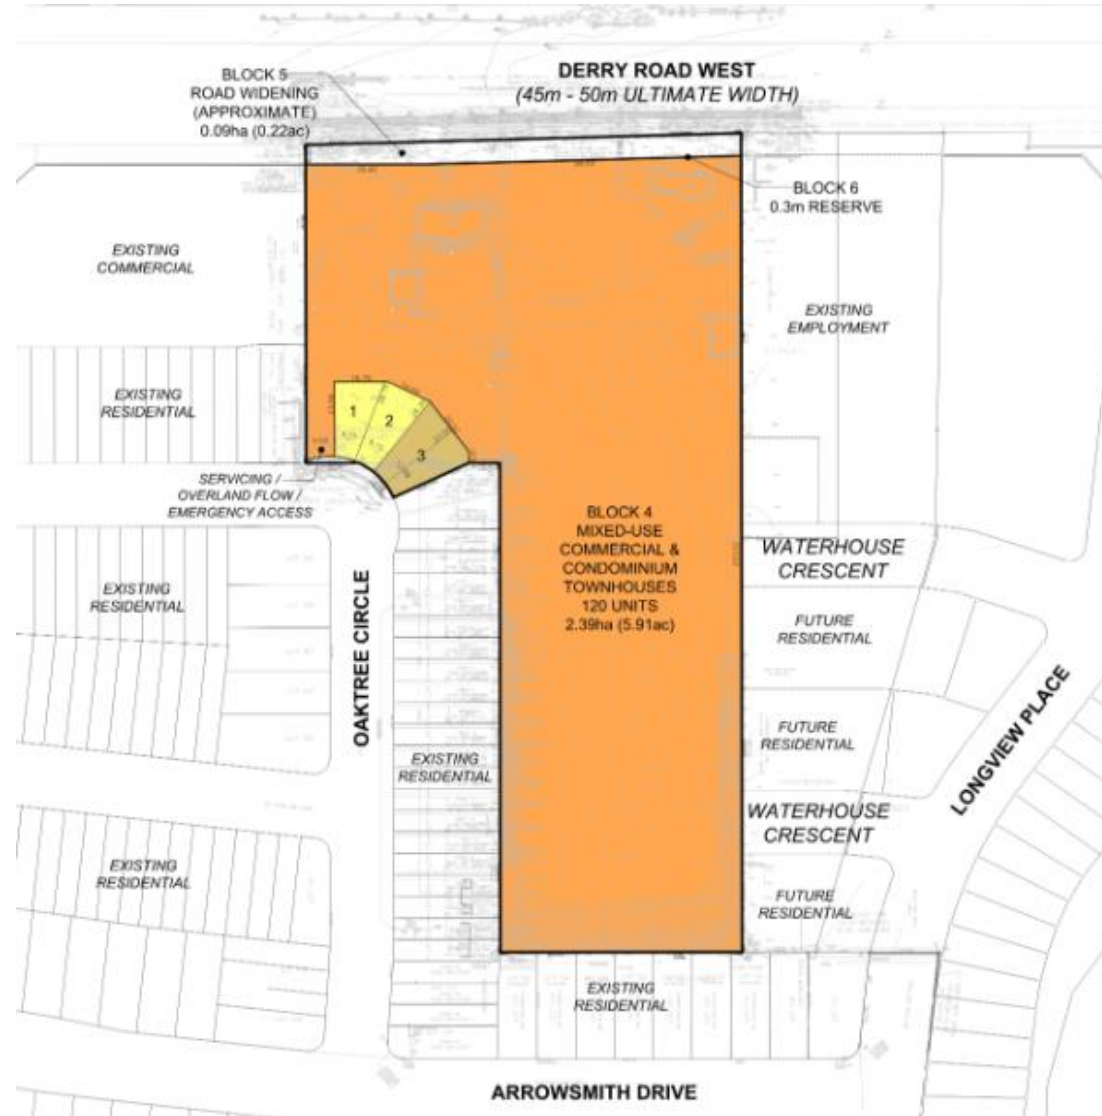 DERRY ROAD WEST
(45m - 50m ULTIMATE WIDTH)
BLOCK 5
ROAD WIDENING
(APPROXIMATE)
0.09ha (0.22ac)
BLOCK 6
0.3m RESERVE
EXISTING
COMMERCIAL
EXISTING
EMPLOYMENT
EXISTING
RESIDENTIAL
1
2
3
SERVICING /
OVERLAND FLOW /
EMERGENCY ACCESS
BLOCK 4
MIXED-USE
COMMERCIAL &
CONDOMINIUM
TOWNHOUSES
120 UNITS
2.39ha (5.91ac)
WATERHOUSE
CRESCENT
EXISTING
RESIDENTIAL
OAKTREE CIRCLE
FUTURE
RESIDENTIAL
FUTURE
RESIDENTIAL
LONGVIEW PLACE
EXISTING
RESIDENTIAL
WATERHOUSE
CRESCENT
EXISTING
RESIDENTIAL
FUTURE
RESIDENTIAL
EXISTING
RESIDENTIAL
ARROWSMITH DRIVE